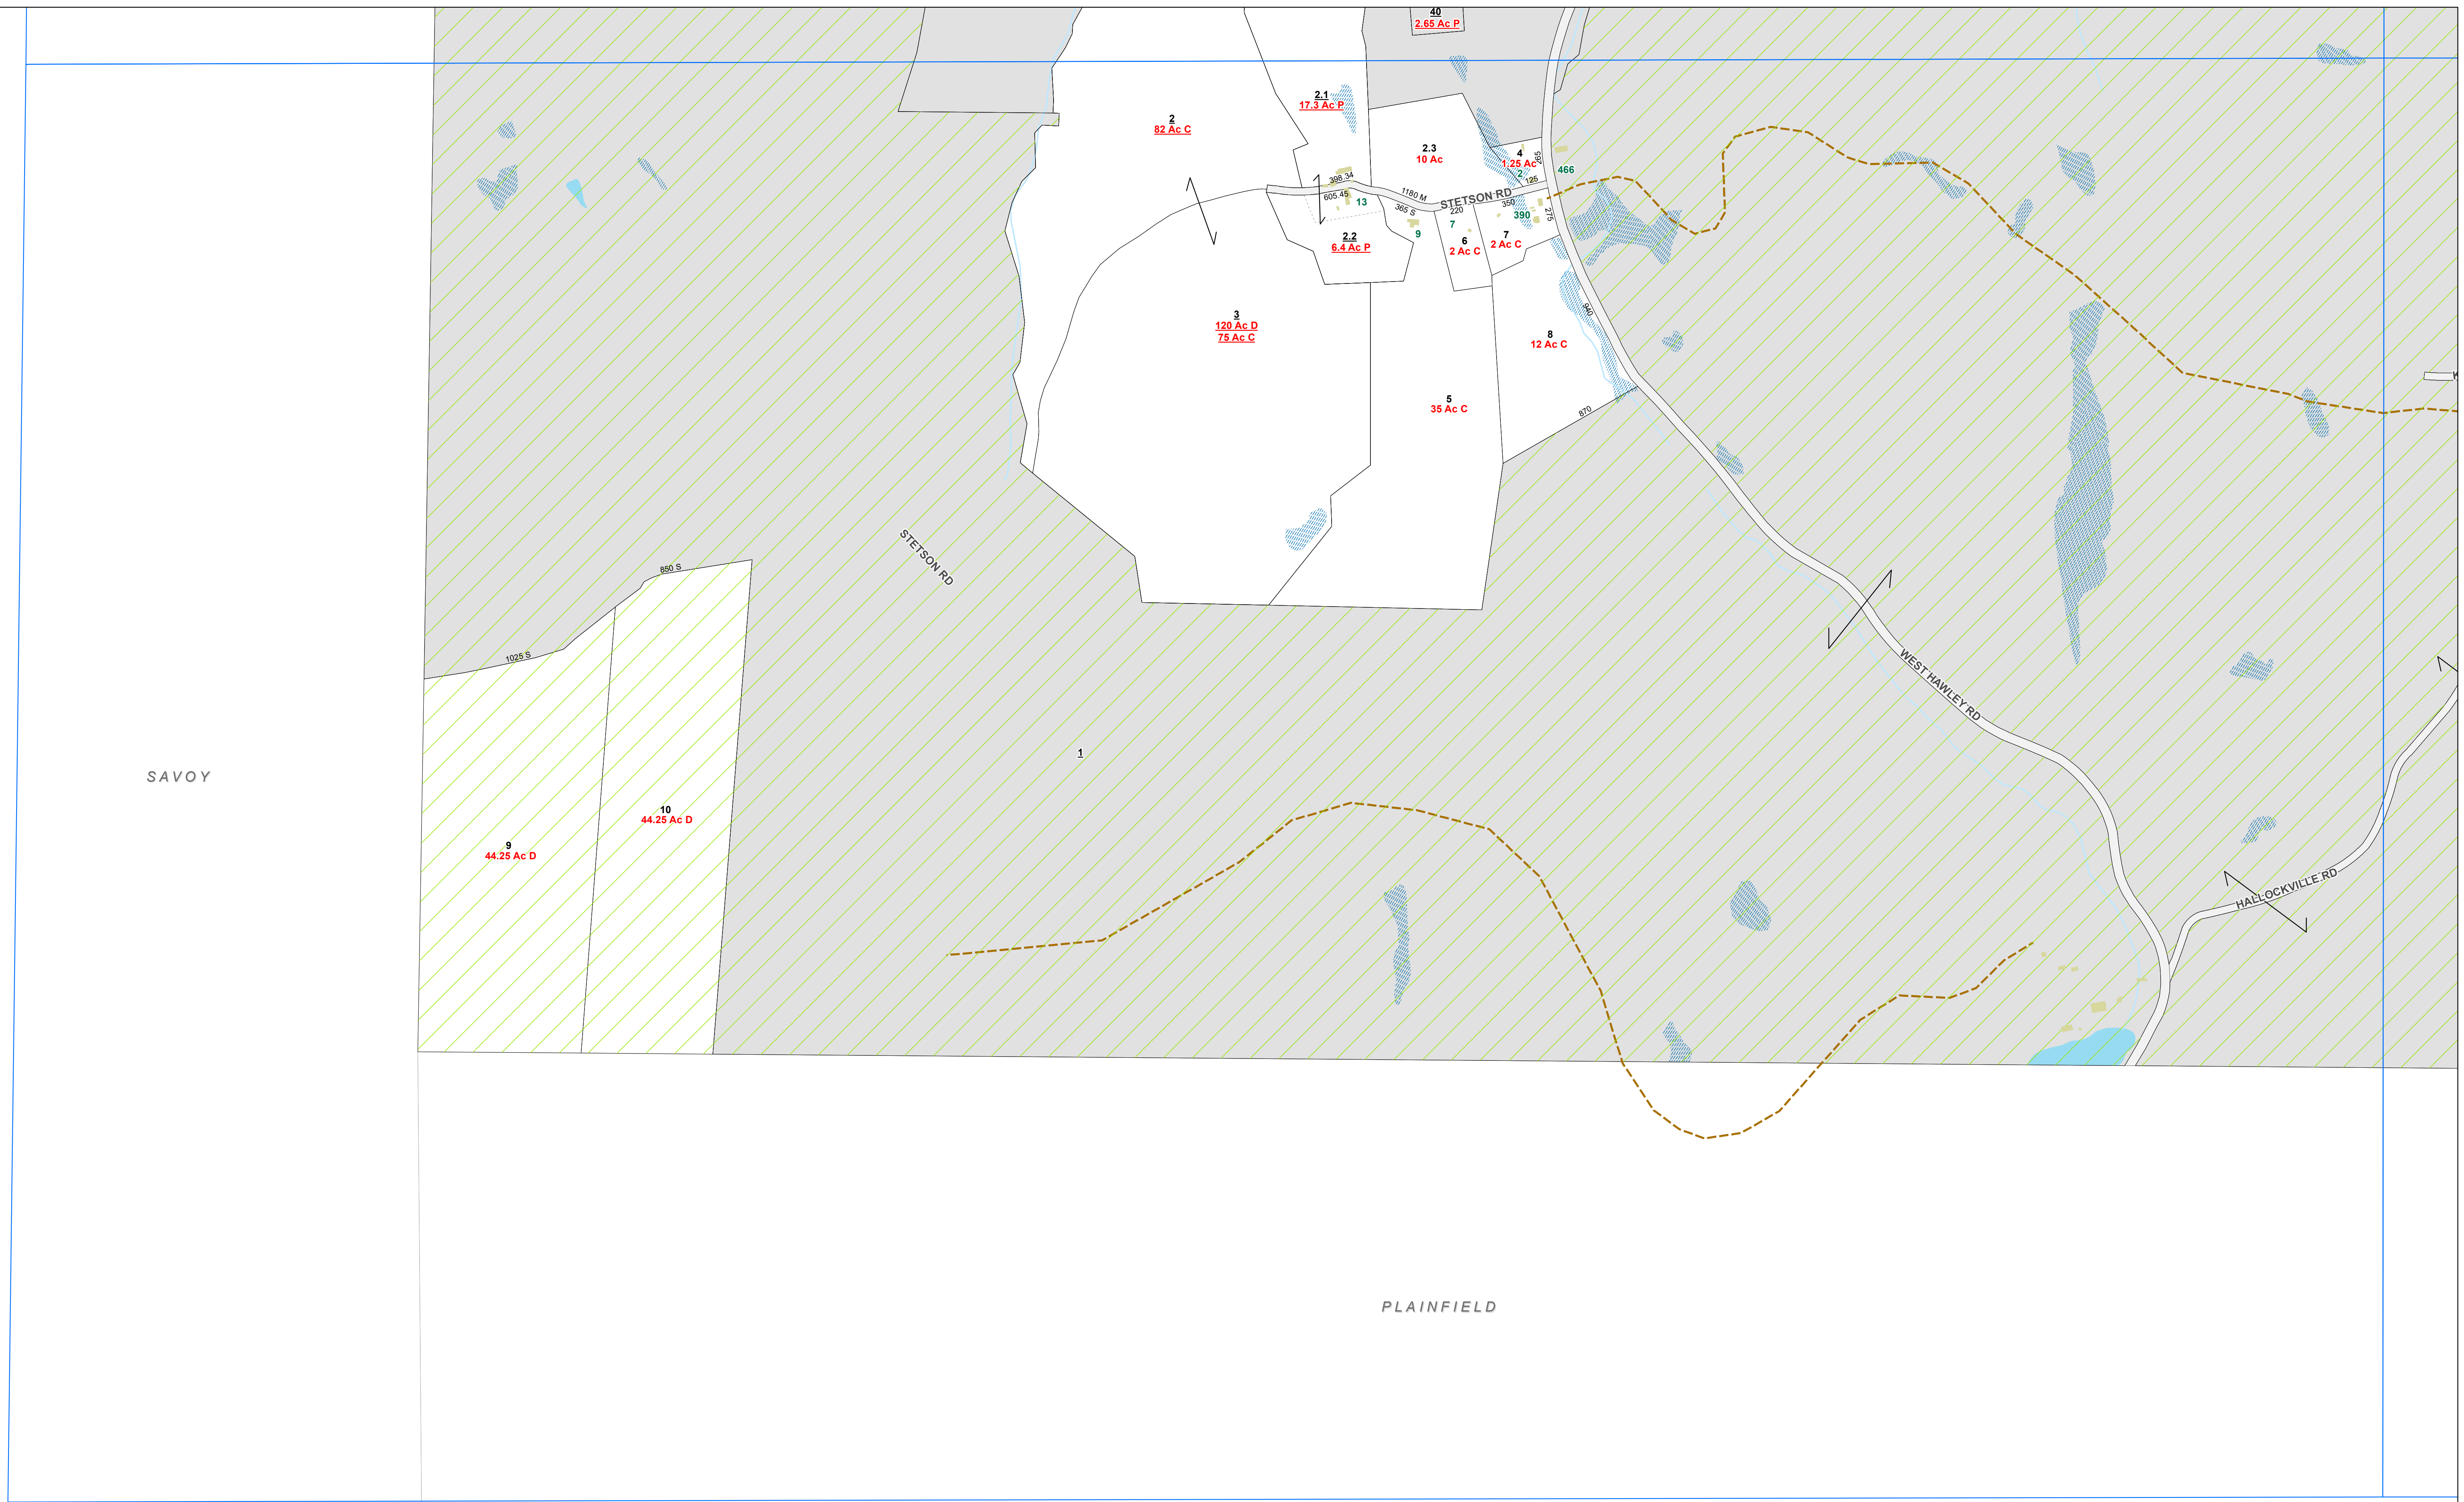 40
2.65 Ac P
2.1
17.3 Ac P
2
82 Ac C
2.3
10 Ac
4
1.25 Ac
2
265
125
466
398.34
605.45
13
1180 M
365 S
STETSON RD
220
350
275
7
390
9
2.2
6.4 Ac P
6
2 Ac C
7
2 Ac C
3
120 Ac D
75 Ac C
940
8
12 Ac C
K
5
35 Ac C
870
STETSON RD
850 S
1025 S
WEST HAWLEY RD
1
SAVOY
10
44.25 Ac D
9
44.25 Ac D
HALLOCKVILLE RD
PLAINFIELD